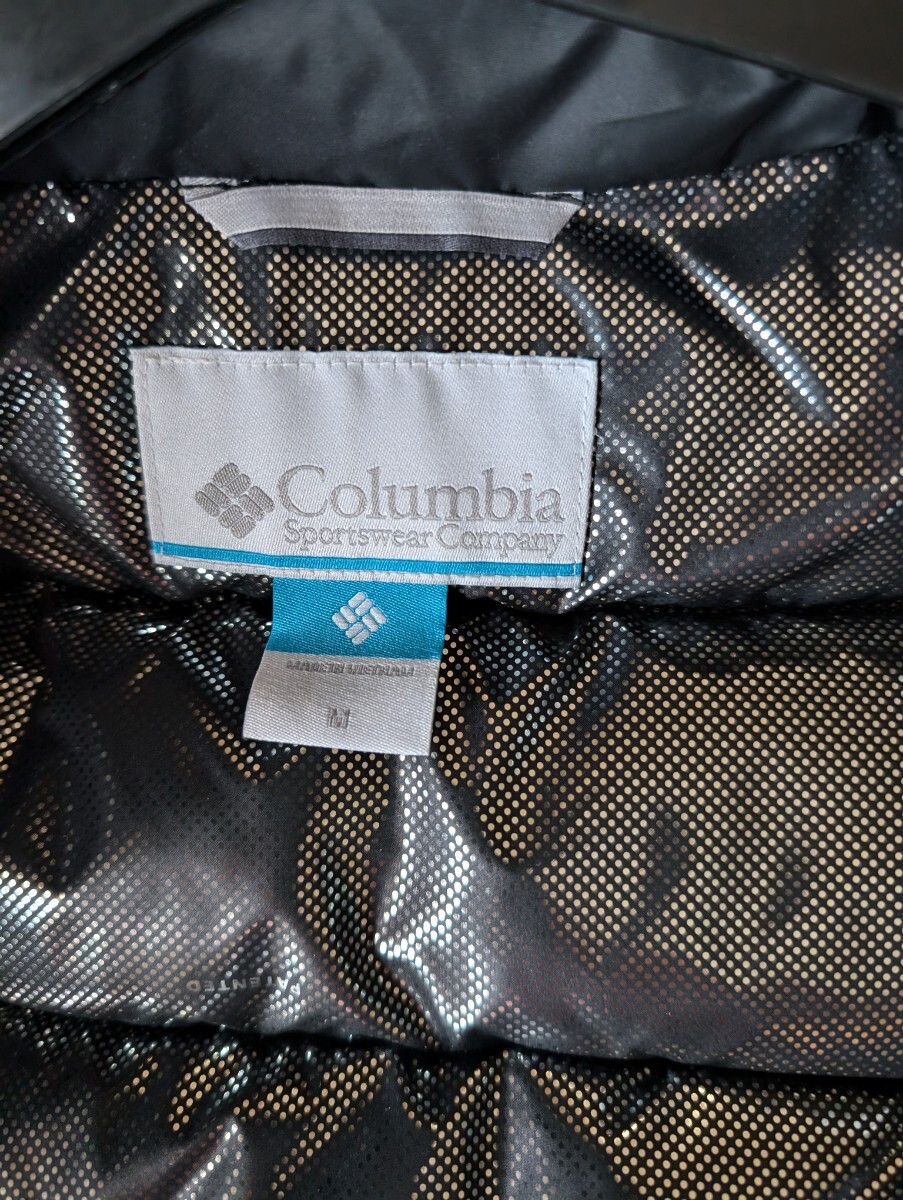 Columbia
Sportswear Company
MADE IN VIETNAM
M
PATENTED